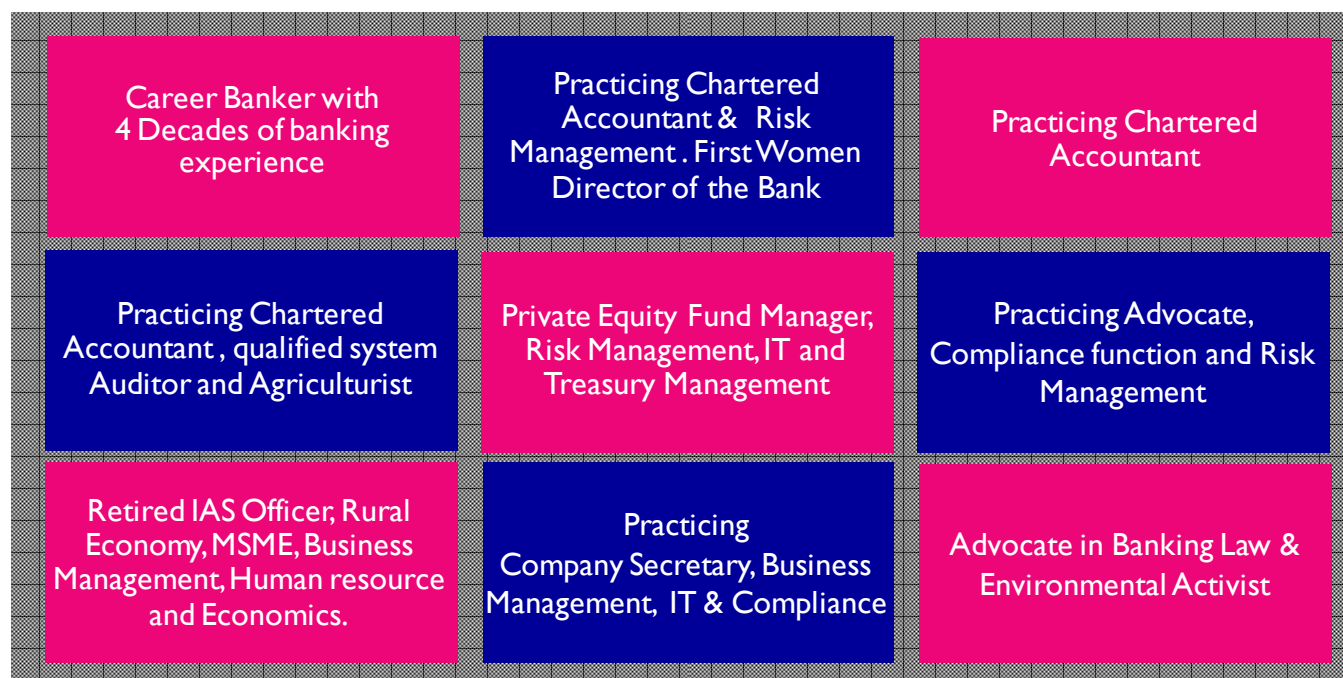 Career Banker with
4 Decades of banking
experience
Practicing Chartered
Accountant & Risk
Management . First Women
Director of the Bank
Practicing Chartered
Accountant
Practicing Chartered
Accountant , qualified system
Auditor and Agriculturist
Private Equity Fund Manager,
Risk Management, IT and
Treasury Management
Practicing Advocate,
Compliance function and Risk
Management
Retired IAS Officer, Rural
Economy, MSME, Business
Management, Human resource
and Economics.
Practicing
Company Secretary, Business
Management, IT & Compliance
Advocate in Banking Law &
Environmental Activist